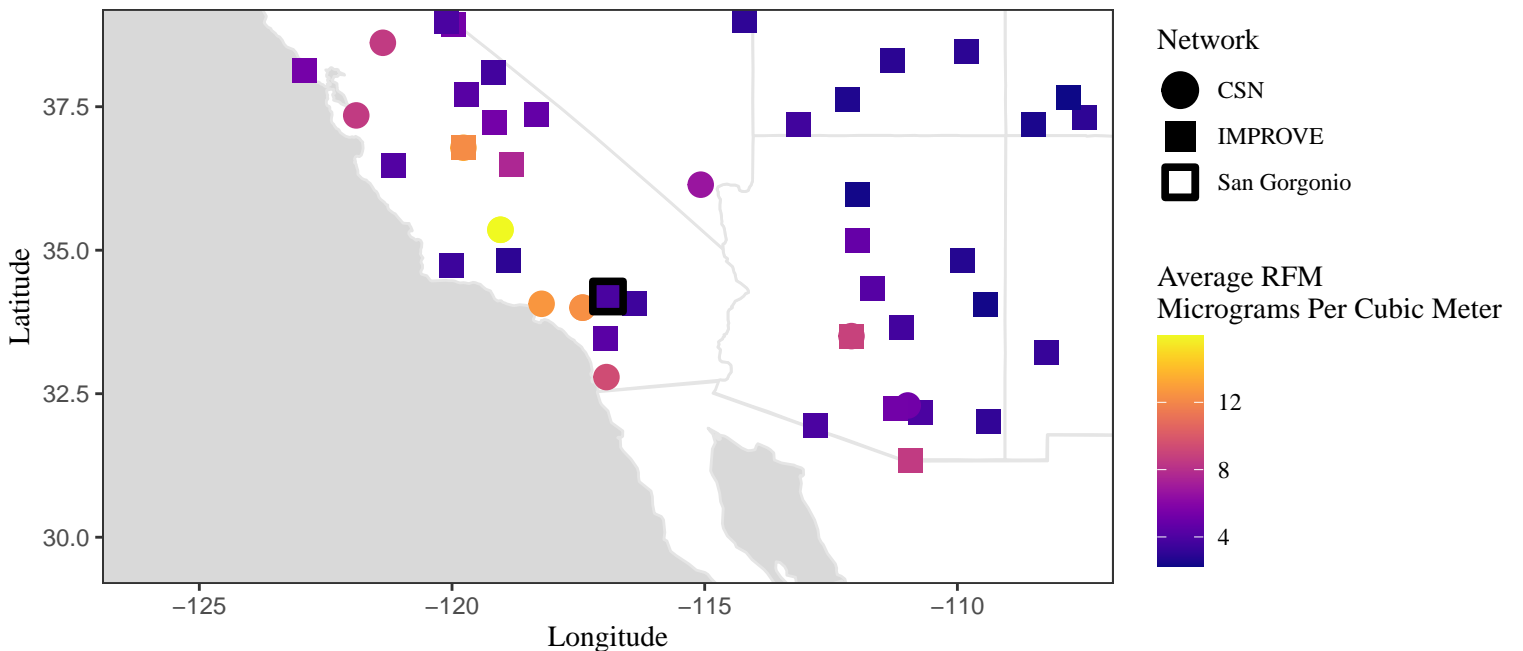 37.5
35.0
32.5
30.0
Latitude
−125
−120
−115
−110
Longitude
Network
CSN
IMPROVE
San Gorgonio
Average RFM
Micrograms Per Cubic Meter
12
8
4